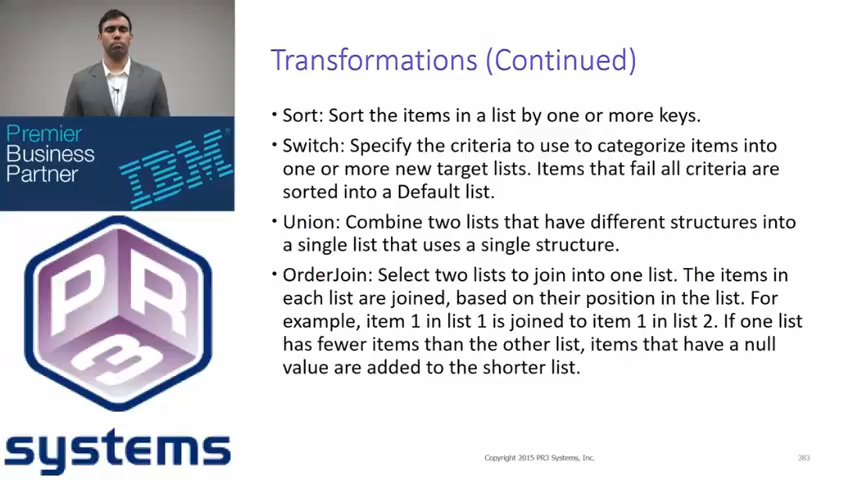 Premier
Business
Partner
IBM
PR3
systems
Transformations (Continued)
• Sort: Sort the items in a list by one or more keys.
• Switch: Specify the criteria to use to categorize items into
one or more new target lists. Items that fail all criteria are
sorted into a Default list.
• Union: Combine two lists that have different structures into
a single list that uses a single structure.
• OrderJoin: Select two lists to join into one list. The items in
each list are joined, based on their position in the list. For
example, item 1 in list 1 is joined to item 1 in list 2. If one list
has fewer items than the other list, items that have a null
value are added to the shorter list.
Copyright 2015 PR3 Systems, Inc.
283